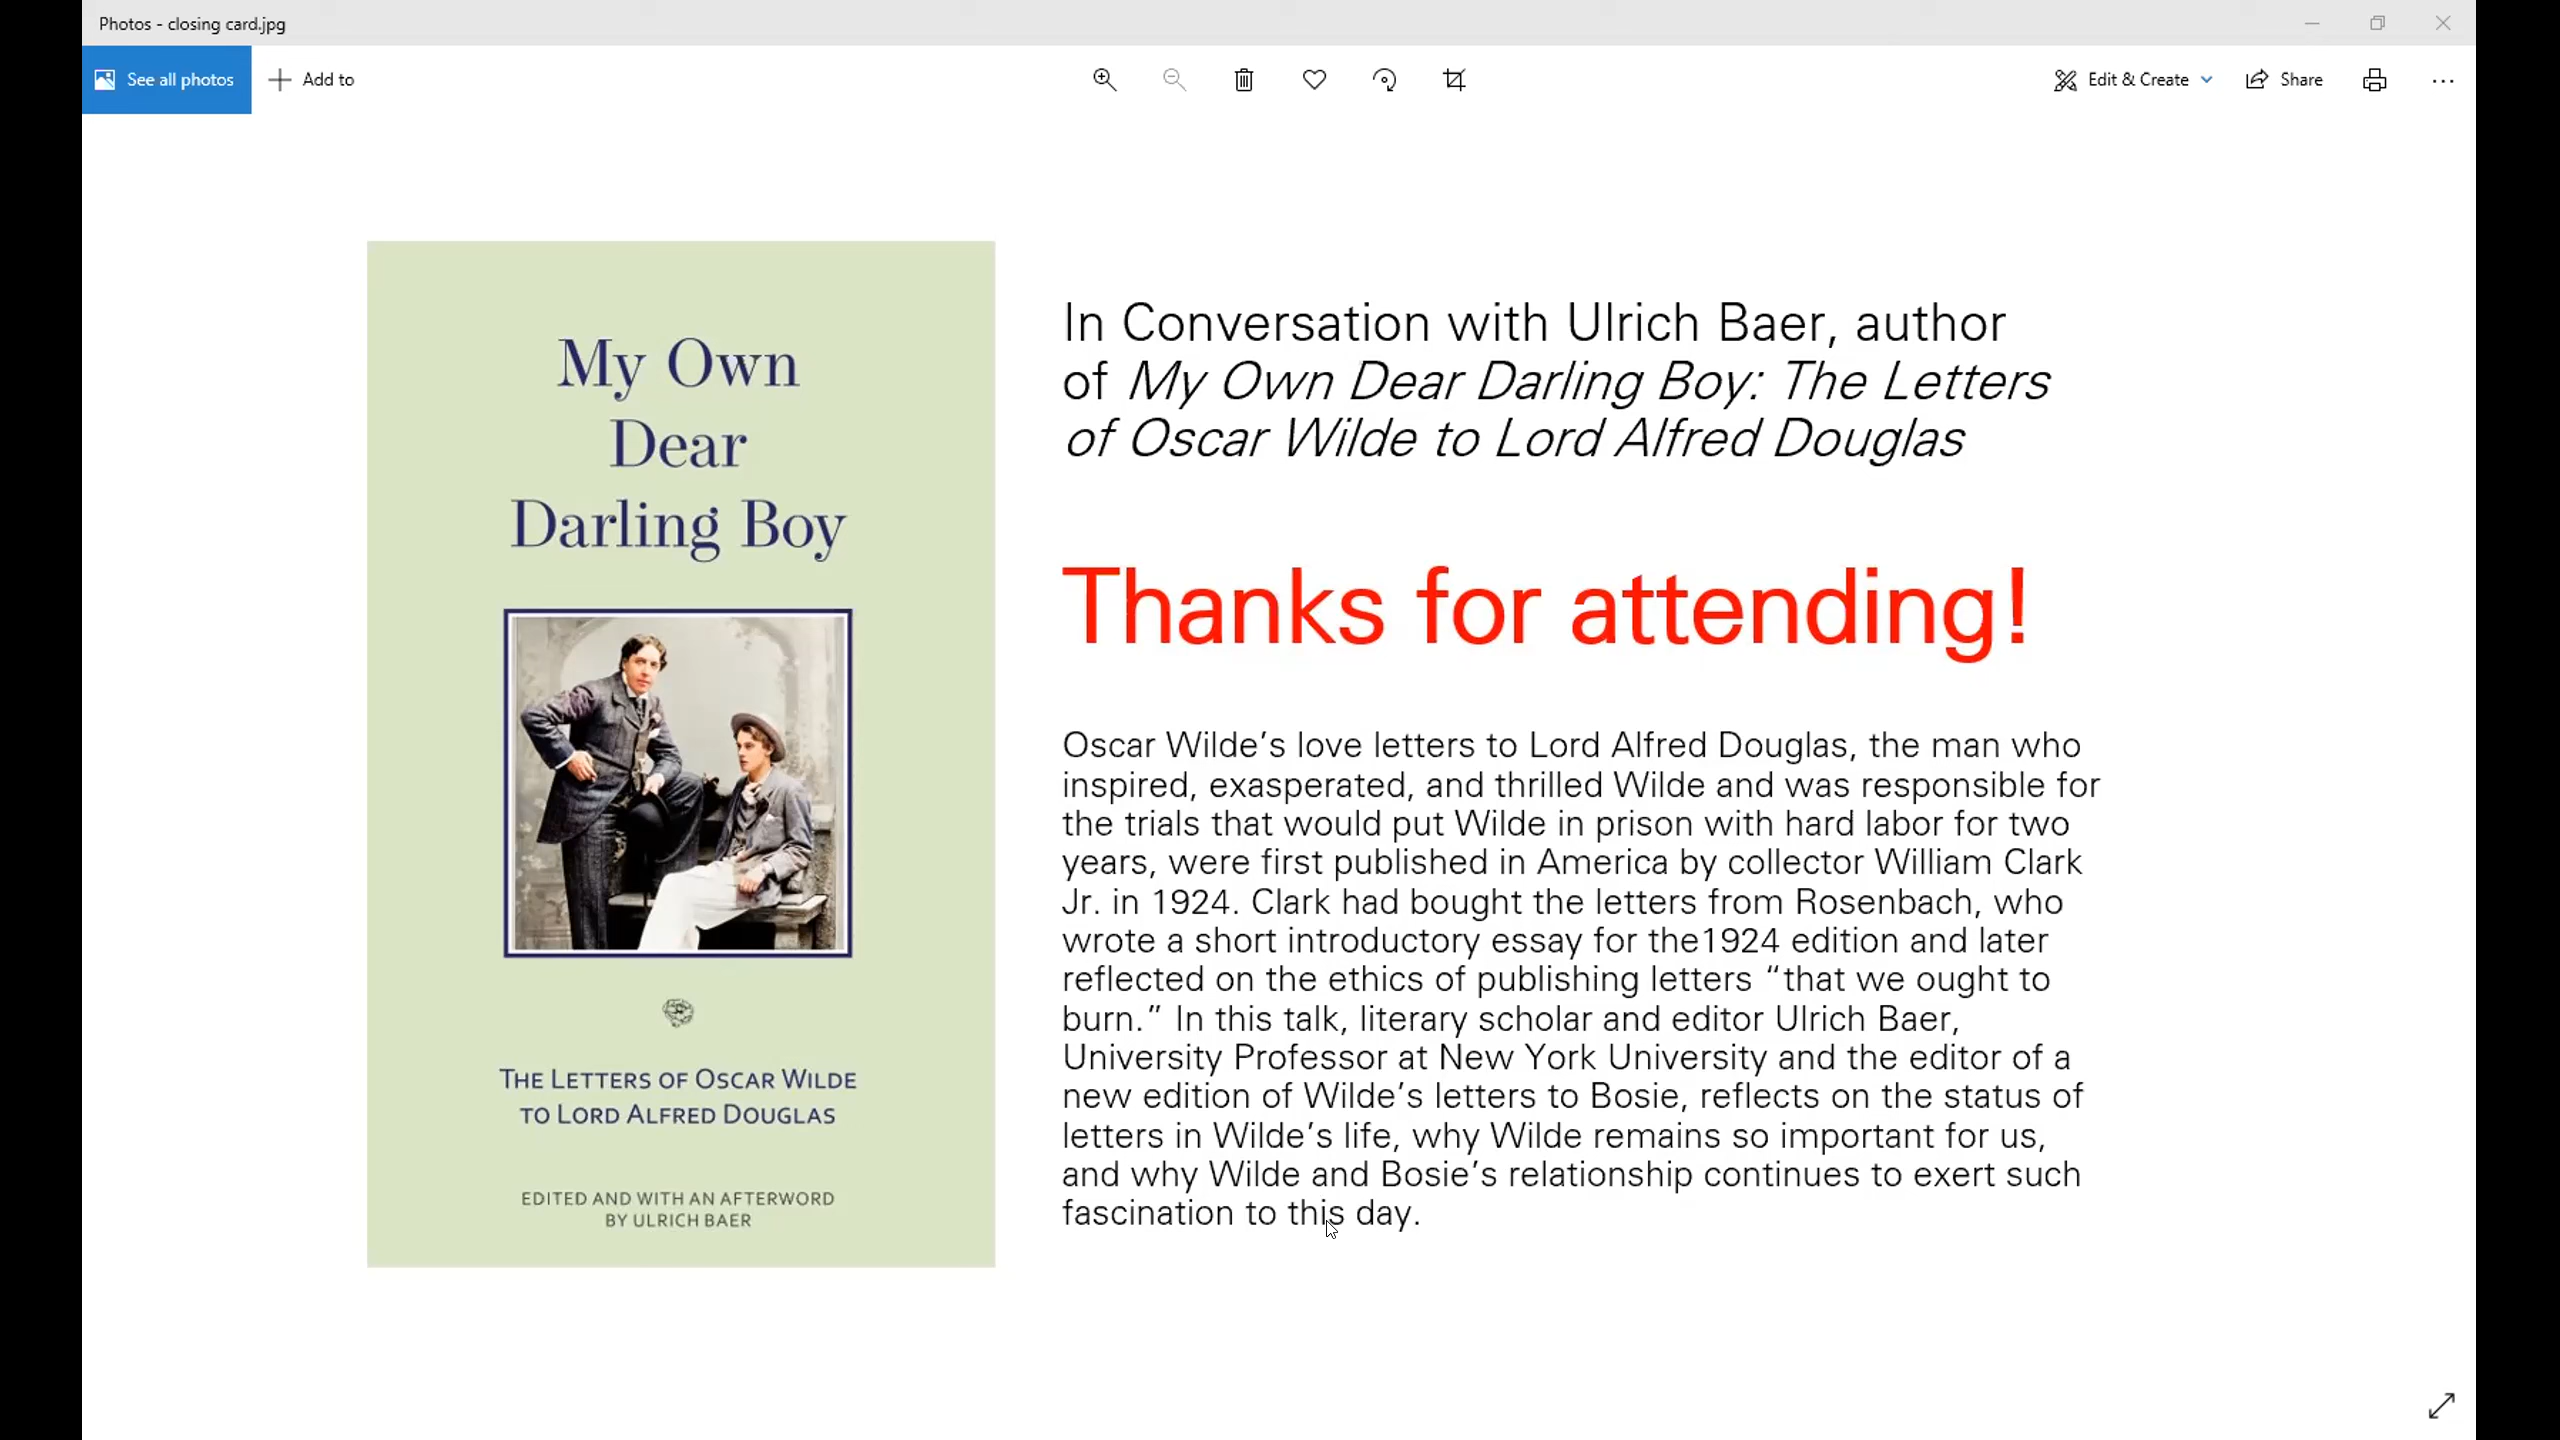 Photos - closing card.jpg
See all photos
Add to
Edit & Create
Share
My Own
Dear
Darling Boy
THE LETTERS OF OSCAR WILDE
TO LORD ALFRED DOUGLAS
EDITED AND WITH AN AFTERWORD
BY ULRICH BAER
In Conversation with Ulrich Baer, author
of My Own Dear Darling Boy: The Letters
of Oscar Wilde to Lord Alfred Douglas
Thanks for attending!
Oscar Wilde’s love letters to Lord Alfred Douglas, the man who
inspired, exasperated, and thrilled Wilde and was responsible for
the trials that would put Wilde in prison with hard labor for two
years, were first published in America by collector William Clark
Jr. in 1924. Clark had bought the letters from Rosenbach, who
wrote a short introductory essay for the1924 edition and later
reflected on the ethics of publishing letters “that we ought to
burn.” In this talk, literary scholar and editor Ulrich Baer,
University Professor at New York University and the editor of a
new edition of Wilde’s letters to Bosie, reflects on the status of
letters in Wilde’s life, why Wilde remains so important for us,
and why Wilde and Bosie’s relationship continues to exert such
fascination to this day.